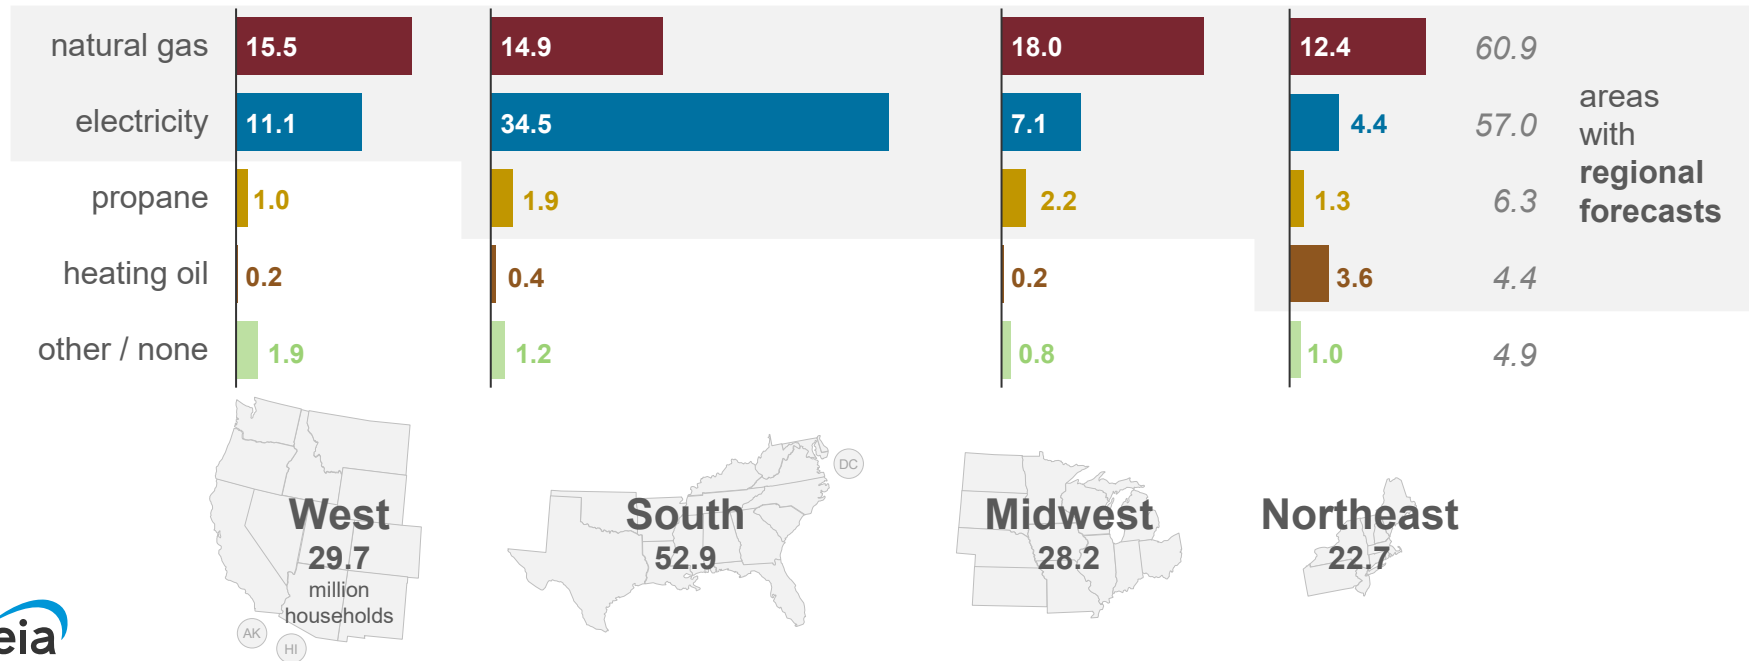 natural gas 15.5 14.9 18.0 12.4 60.9
electricity 11.1 34.5 7.1 4.4 57.0
propane 1.0 1.9 2.2 1.3 6.3
heating oil 0.2 0.4 0.2 3.6 4.4
other / none 1.9 1.2 0.8 1.0 4.9
areas
with
regional
forecasts
West
29.7
million
households
AK
HI
South
52.9
DC
Midwest
28.2
Northeast
22.7
eia